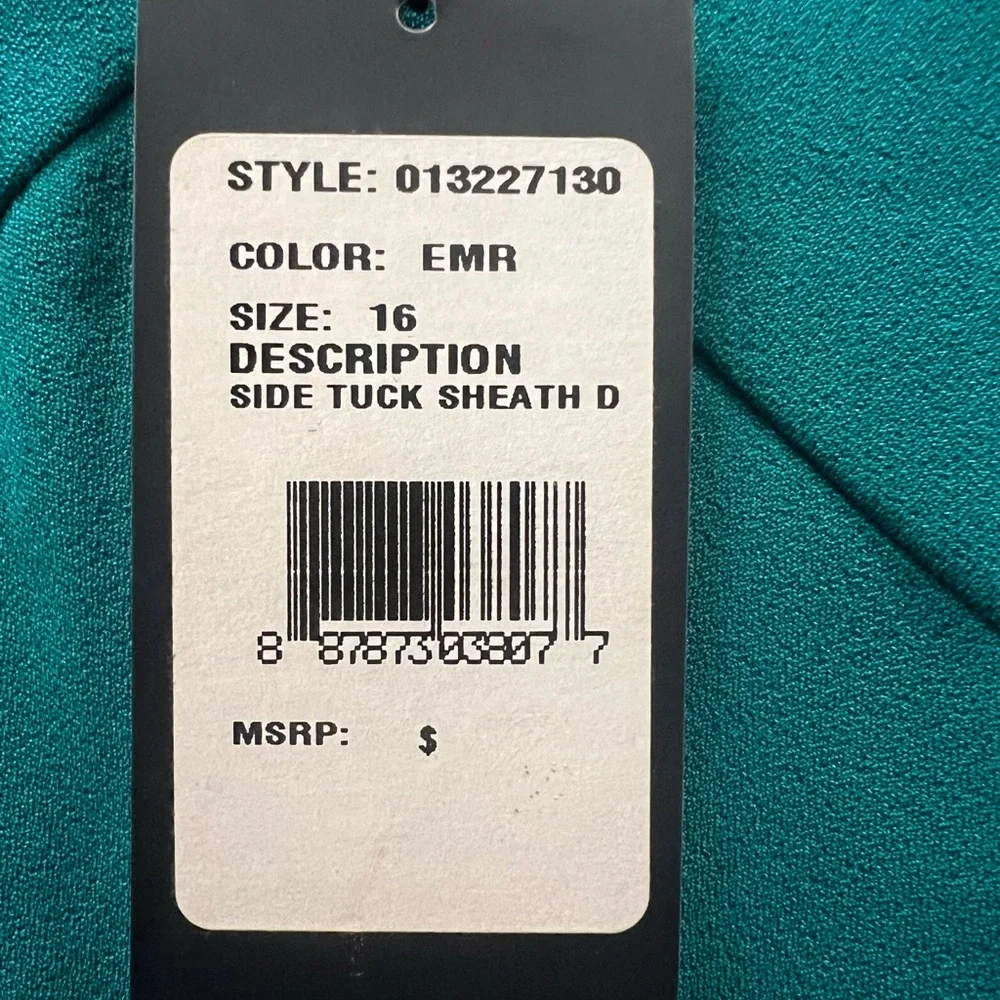 STYLE: 013227130
COLOR: EMR
SIZE: 16
DESCRIPTION
SIDE TUCK SHEATH D
8 87873 03807 7
MSRP: $